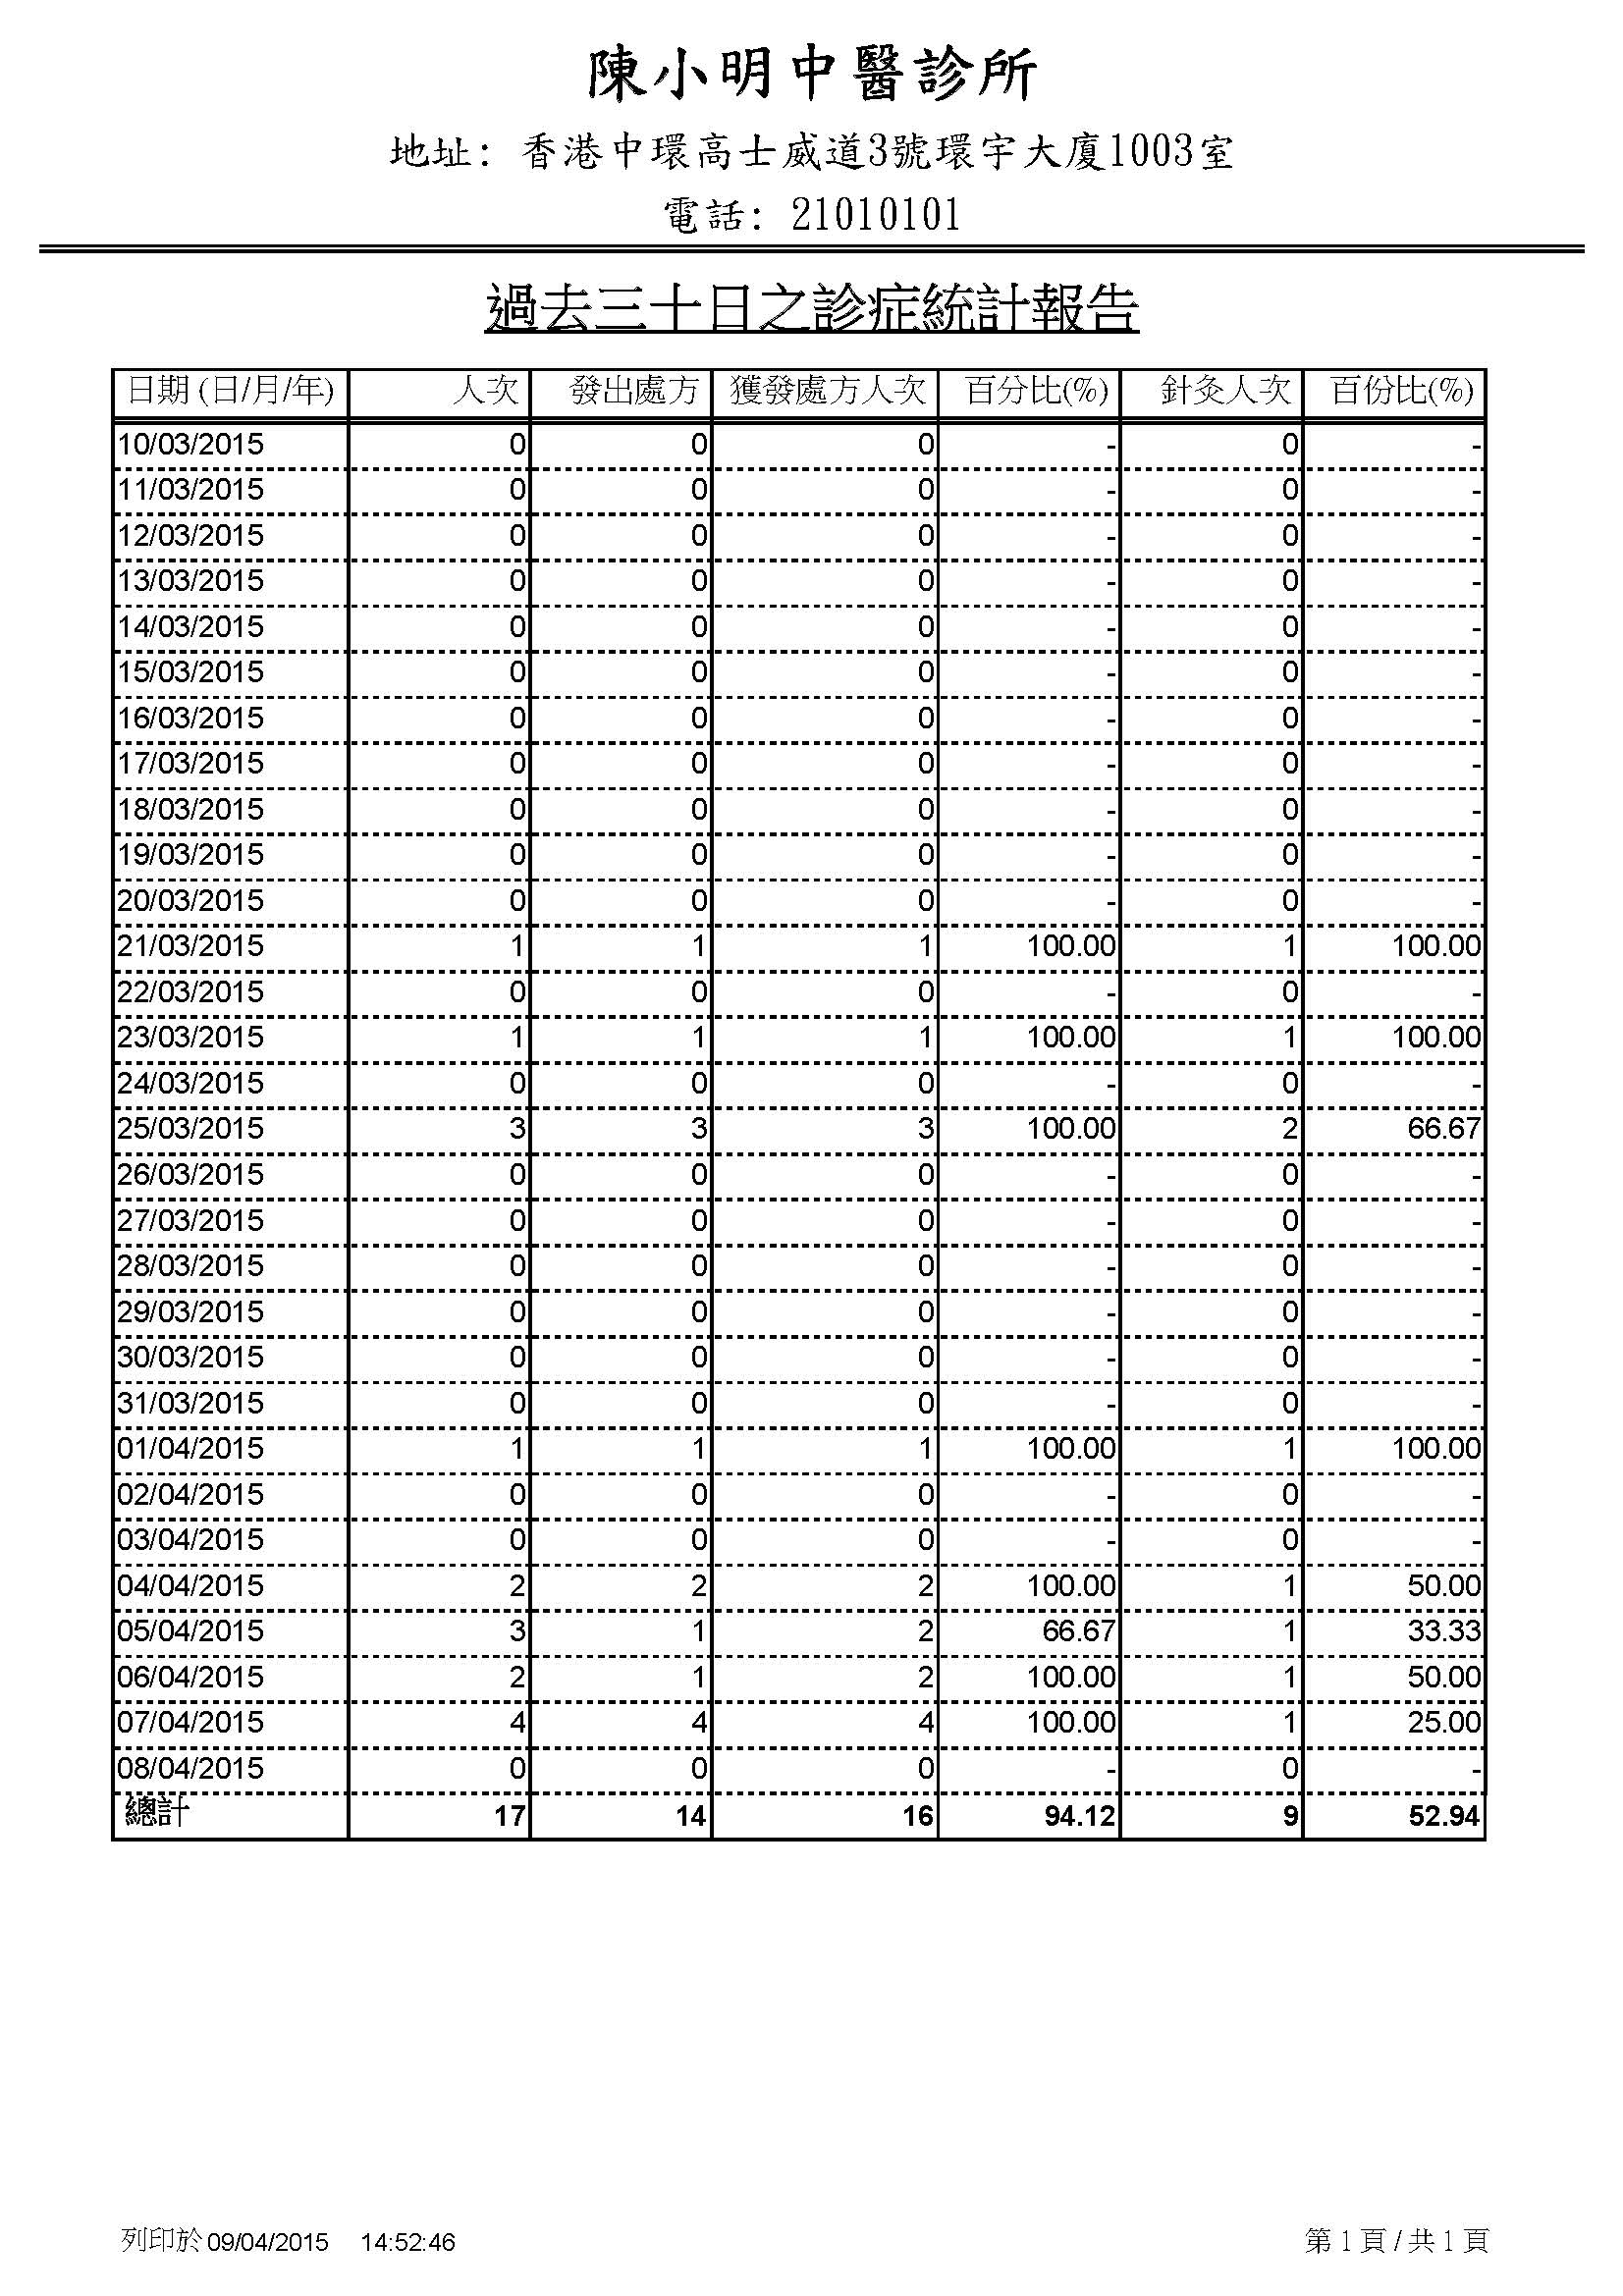 陳小明中醫診所
地址: 香港中環高士威道3號環宇大廈1003室
電話: 21010101
過去三十日之診症統計報告
日期 (日/月/年) 人次 發出處方 獲發處方人次 百分比(%) 針灸人次 百份比(%)
10/03/2015 0 0 0 - 0 -
11/03/2015 0 0 0 - 0 -
12/03/2015 0 0 0 - 0 -
13/03/2015 0 0 0 - 0 -
14/03/2015 0 0 0 - 0 -
15/03/2015 0 0 0 - 0 -
16/03/2015 0 0 0 - 0 -
17/03/2015 0 0 0 - 0 -
18/03/2015 0 0 0 - 0 -
19/03/2015 0 0 0 - 0 -
20/03/2015 0 0 0 - 0 -
21/03/2015 1 1 1 100.00 1 100.00
22/03/2015 0 0 0 - 0 -
23/03/2015 1 1 1 100.00 1 100.00
24/03/2015 0 0 0 - 0 -
25/03/2015 3 3 3 100.00 2 66.67
26/03/2015 0 0 0 - 0 -
27/03/2015 0 0 0 - 0 -
28/03/2015 0 0 0 - 0 -
29/03/2015 0 0 0 - 0 -
30/03/2015 0 0 0 - 0 -
31/03/2015 0 0 0 - 0 -
01/04/2015 1 1 1 100.00 1 100.00
02/04/2015 0 0 0 - 0 -
03/04/2015 0 0 0 - 0 -
04/04/2015 2 2 2 100.00 1 50.00
05/04/2015 3 1 2 66.67 1 33.33
06/04/2015 2 1 2 100.00 1 50.00
07/04/2015 4 4 4 100.00 1 25.00
08/04/2015 0 0 0 - 0 -
總計 17 14 16 94.12 9 52.94
列印於 09/04/2015 14:52:46 第 1 頁 / 共 1 頁